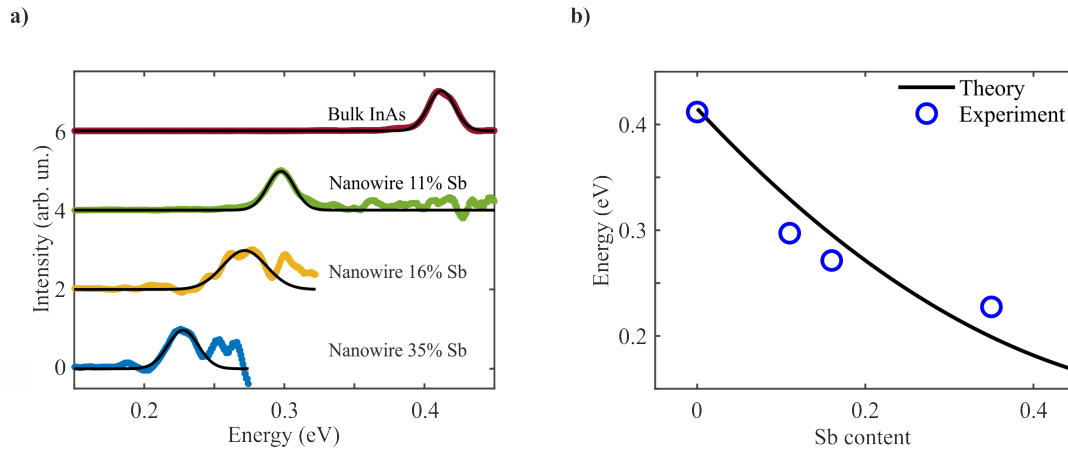 a)
Intensity (arb. un.)
6
4
2
0
Bulk InAs
Nanowire 11% Sb
Nanowire 16% Sb
Nanowire 35% Sb
0.2
0.3
0.4
Energy (eV)
b)
Energy (eV)
0.4
0.3
0.2
Theory
Experiment
0
0.2
0.4
Sb content